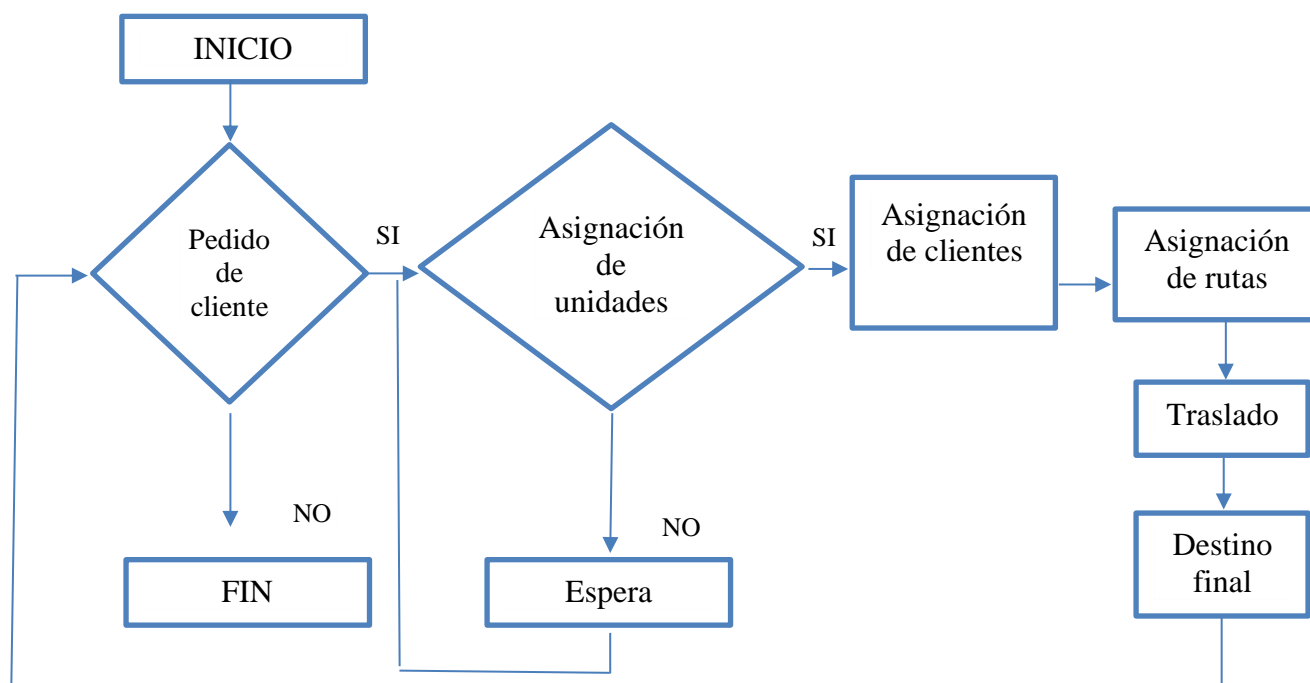 INICIO
Pedido
de
cliente
SI
Asignación
de
unidades
SI
Asignación
de clientes
Asignación
de rutas
Traslado
NO
FIN
NO
Espera
Destino
final